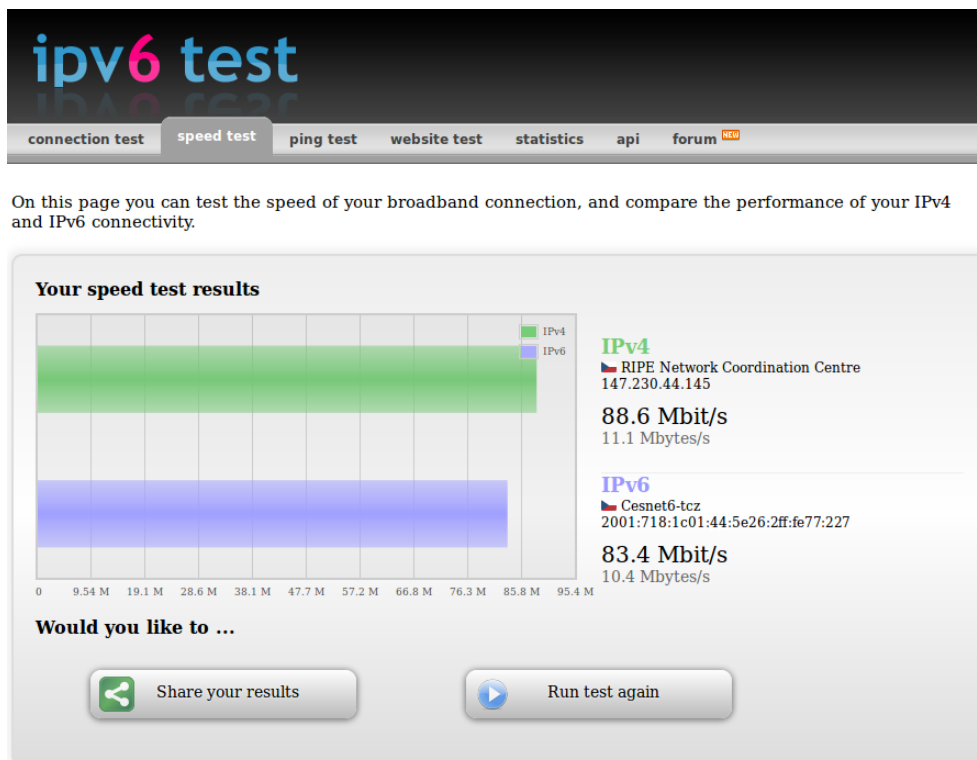 ipv6 test
connection test
speed test
ping test
website test
statistics
api
forum NEW
On this page you can test the speed of your broadband connection, and compare the performance of your IPv4
and IPv6 connectivity.
Your speed test results
IPv4
IPv6
0 9.54 M 19.1 M 28.6 M 38.1 M 47.7 M 57.2 M 66.8 M 76.3 M 85.8 M 95.4 M
IPv4
RIPE Network Coordination Centre
147.230.44.145
88.6 Mbit/s
11.1 Mbytes/s
IPv6
Cesnet6-tcz
2001:718:1c01:44:5e26:2ff:fe77:227
83.4 Mbit/s
10.4 Mbytes/s
Would you like to ...
Share your results
Run test again